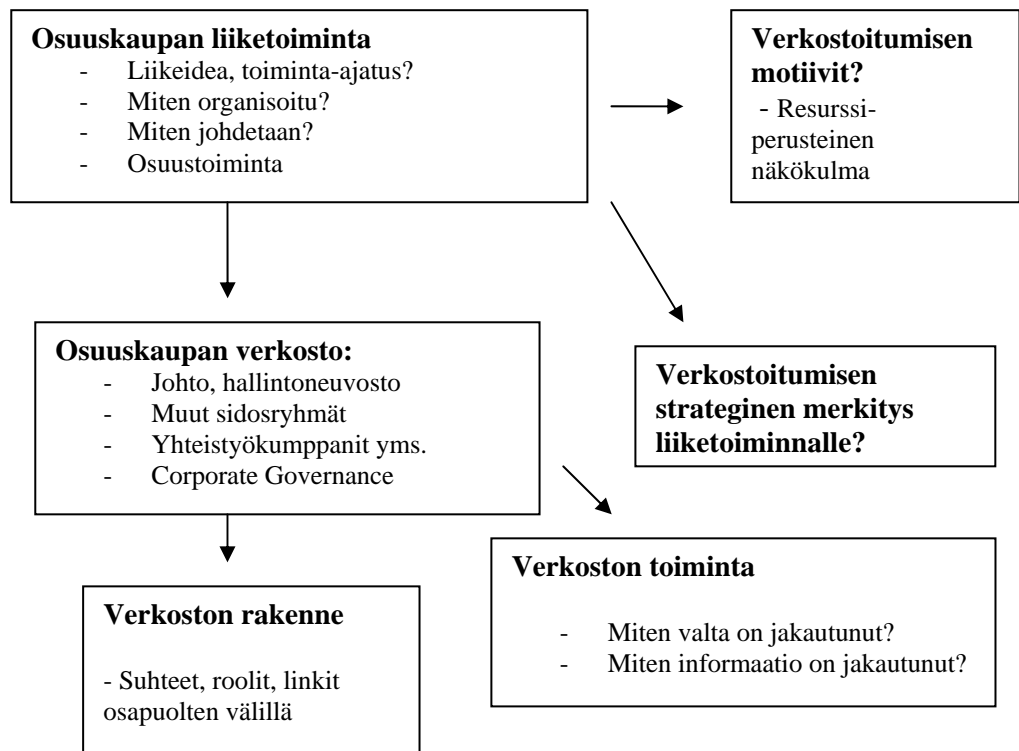 Osuuskaupan liiketoiminta
- Liikeidea, toiminta-ajatus?
- Miten organisoitu?
- Miten johdetaan?
- Osuustoiminta
Verkostoitumisen
motiivit?
- Resurssi-
perusteinen
näkökulma
Osuuskaupan verkosto:
- Johto, hallintoneuvosto
- Muut sidosryhmät
- Yhteistyökumppanit yms.
- Corporate Governance
Verkostoitumisen
strateginen merkitys
liiketoiminnalle?
Verkoston rakenne
- Suhteet, roolit, linkit
osapuolten välillä
Verkoston toiminta
- Miten valta on jakautunut?
- Miten informaatio on jakautunut?